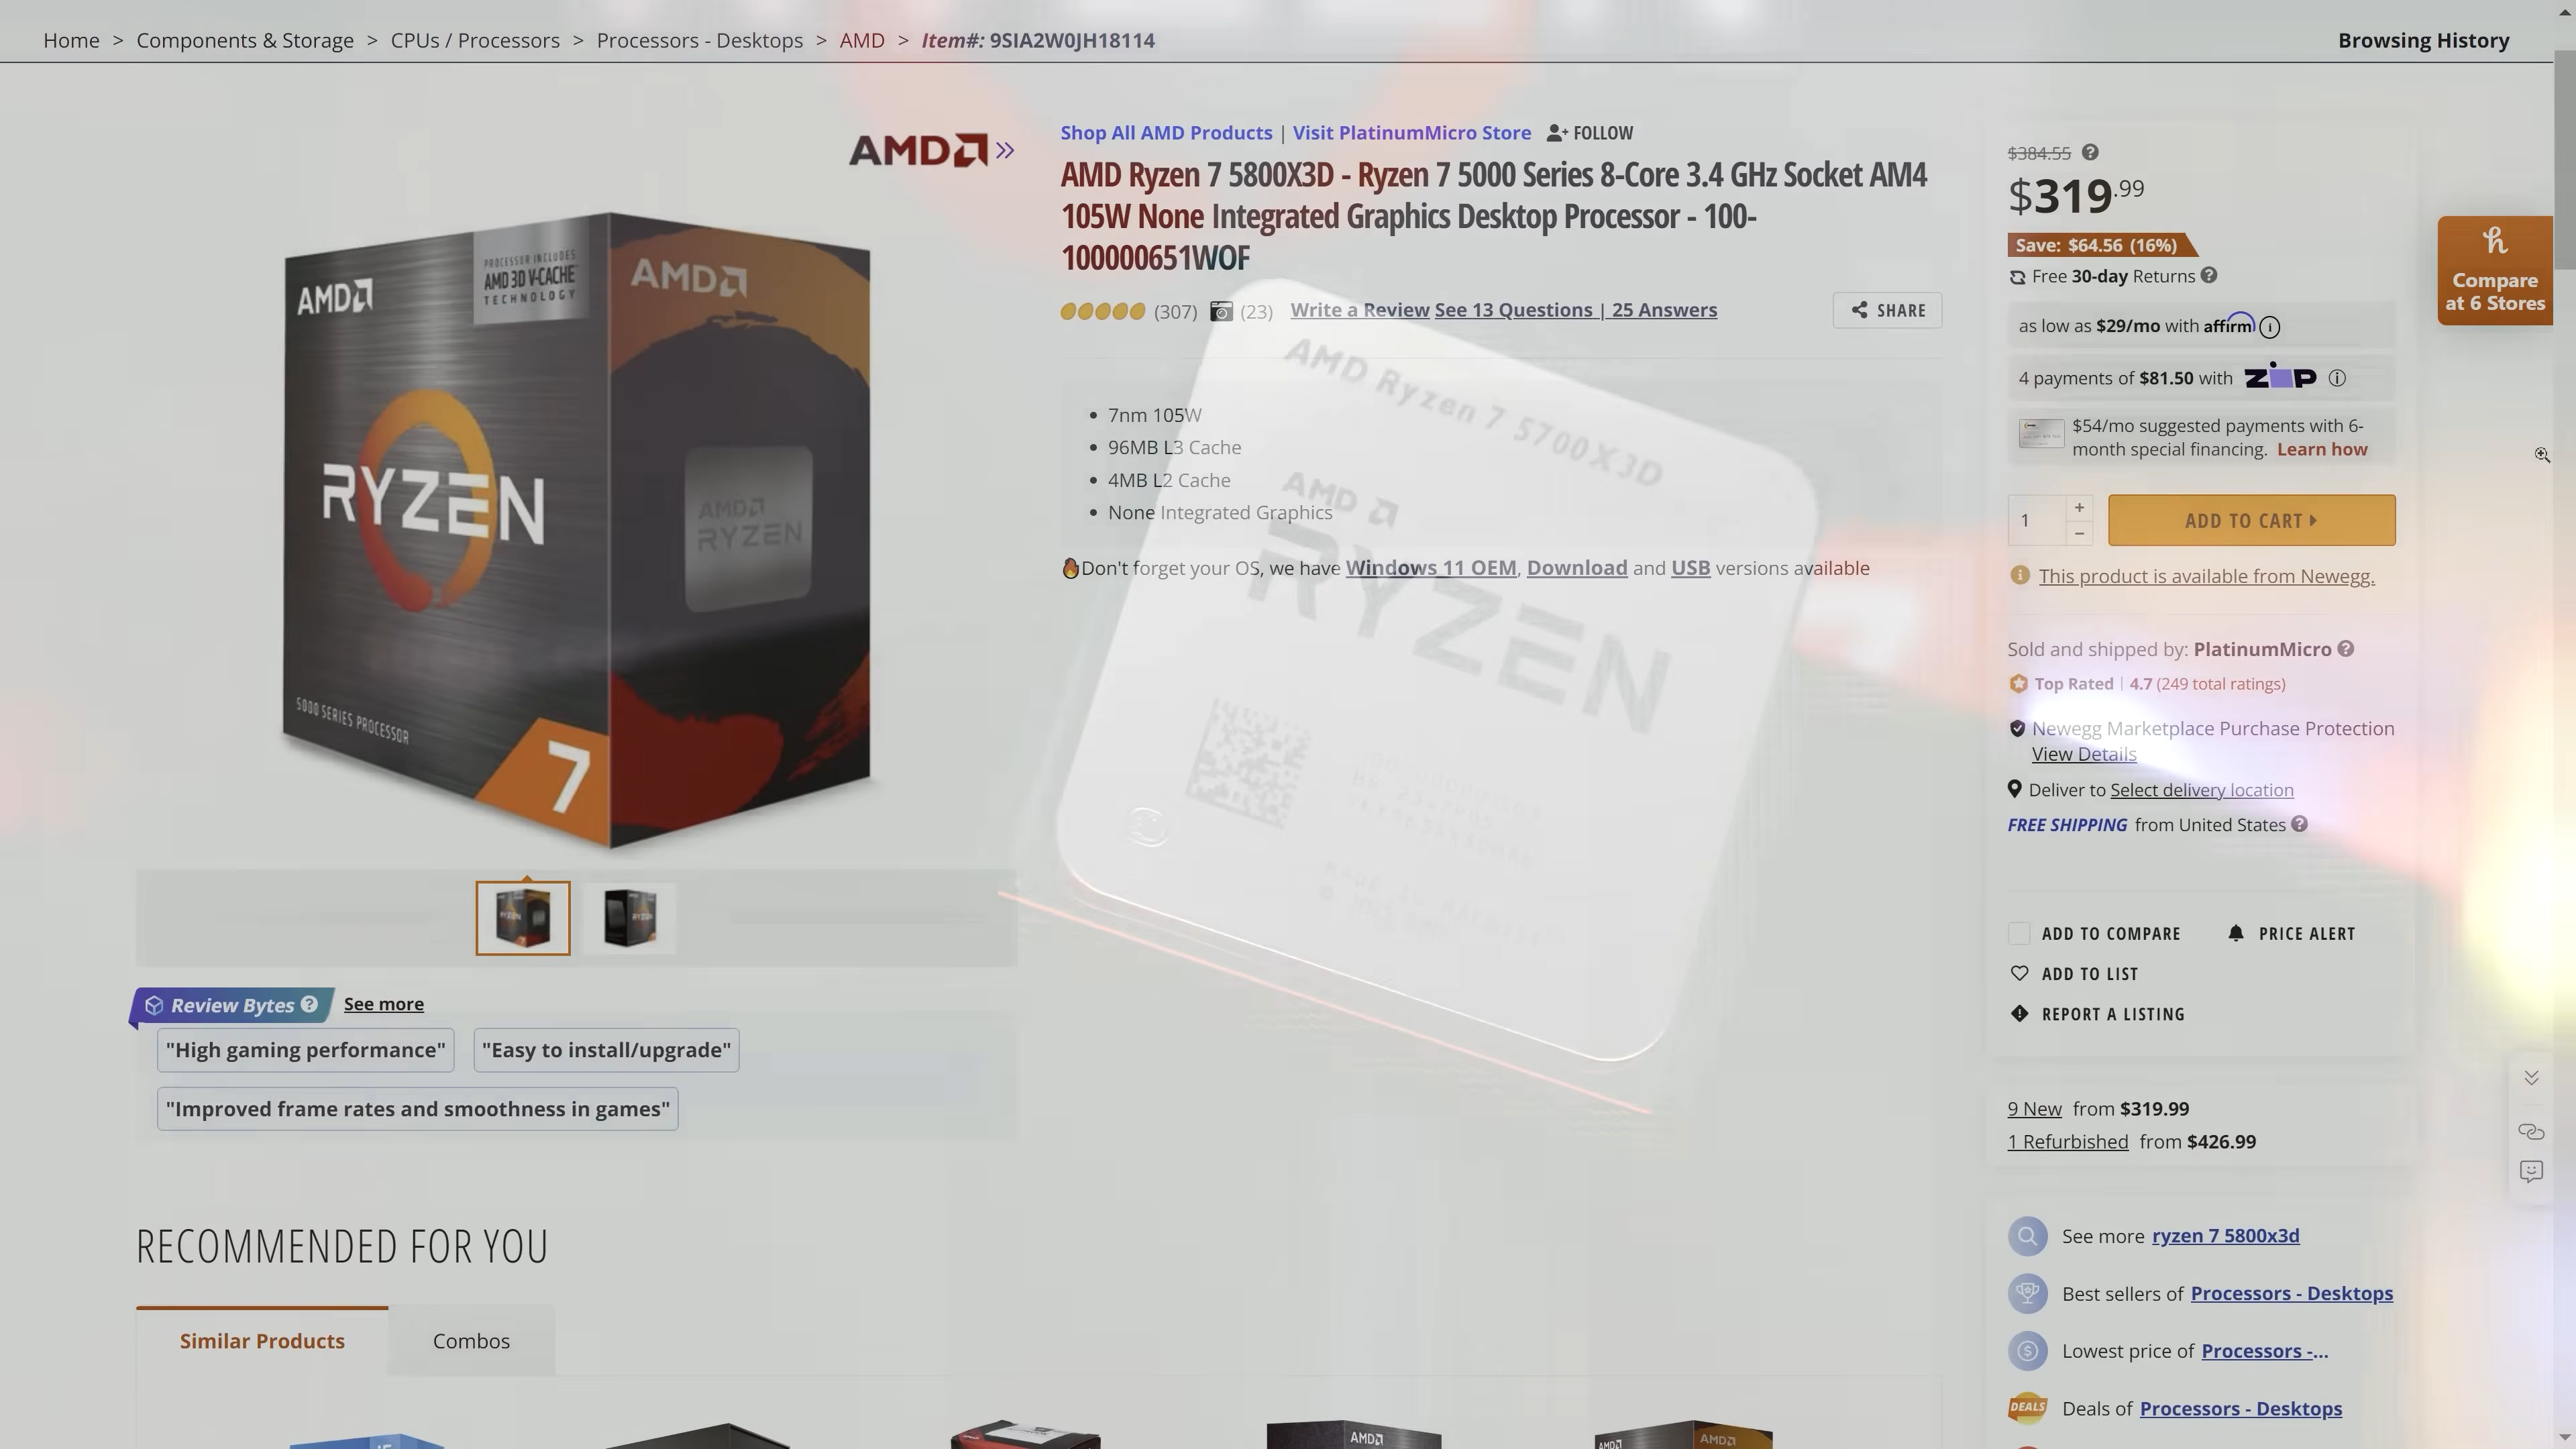 Home > Components & Storage > CPUs / Processors > Processors - Desktops > AMD > Item#: 9SIA2W0JH18114
Browsing History
AMD
Shop All AMD Products | Visit PlatinumMicro Store FOLLOW
AMD Ryzen 7 5800X3D - Ryzen 7 5000 Series 8-Core 3.4 GHz Socket AM4
105W None Integrated Graphics Desktop Processor - 100-
100000651WOF
(307) (23) Write a Review See 13 Questions | 25 Answers
SHARE
7nm 105W
96MB L3 Cache
4MB L2 Cache
None Integrated Graphics
Don't forget your OS, we have Windows 11 OEM, Download and USB versions available
AMD Ryzen 7 5700X3D
AMD
RYZEN
AMD
PROCESSOR INCLUDES
AMD 3D V-CACHE
TECHNOLOGY
AMD
RYZEN
AMD
RYZEN
5000 SERIES PROCESSOR
7
Review Bytes See more
"High gaming performance"
"Easy to install/upgrade"
"Improved frame rates and smoothness in games"
$384.55
$319.99
Save: $64.56 (16%)
Free 30-day Returns
as low as $29/mo with affirm
4 payments of $81.50 with ZIP
$54/mo suggested payments with 6-
month special financing. Learn how
1 + −
ADD TO CART
This product is available from Newegg.
Sold and shipped by: PlatinumMicro
Top Rated | 4.7 (249 total ratings)
Newegg Marketplace Purchase Protection
View Details
Deliver to Select delivery location
FREE SHIPPING from United States
ADD TO COMPARE
PRICE ALERT
ADD TO LIST
REPORT A LISTING
9 New from $319.99
1 Refurbished from $426.99
Compare
at 6 Stores
See more ryzen 7 5800x3d
Best sellers of Processors - Desktops
Lowest price of Processors -...
DEALS
Deals of Processors - Desktops
RECOMMENDED FOR YOU
Similar Products
Combos
AMD
AMD
AMD